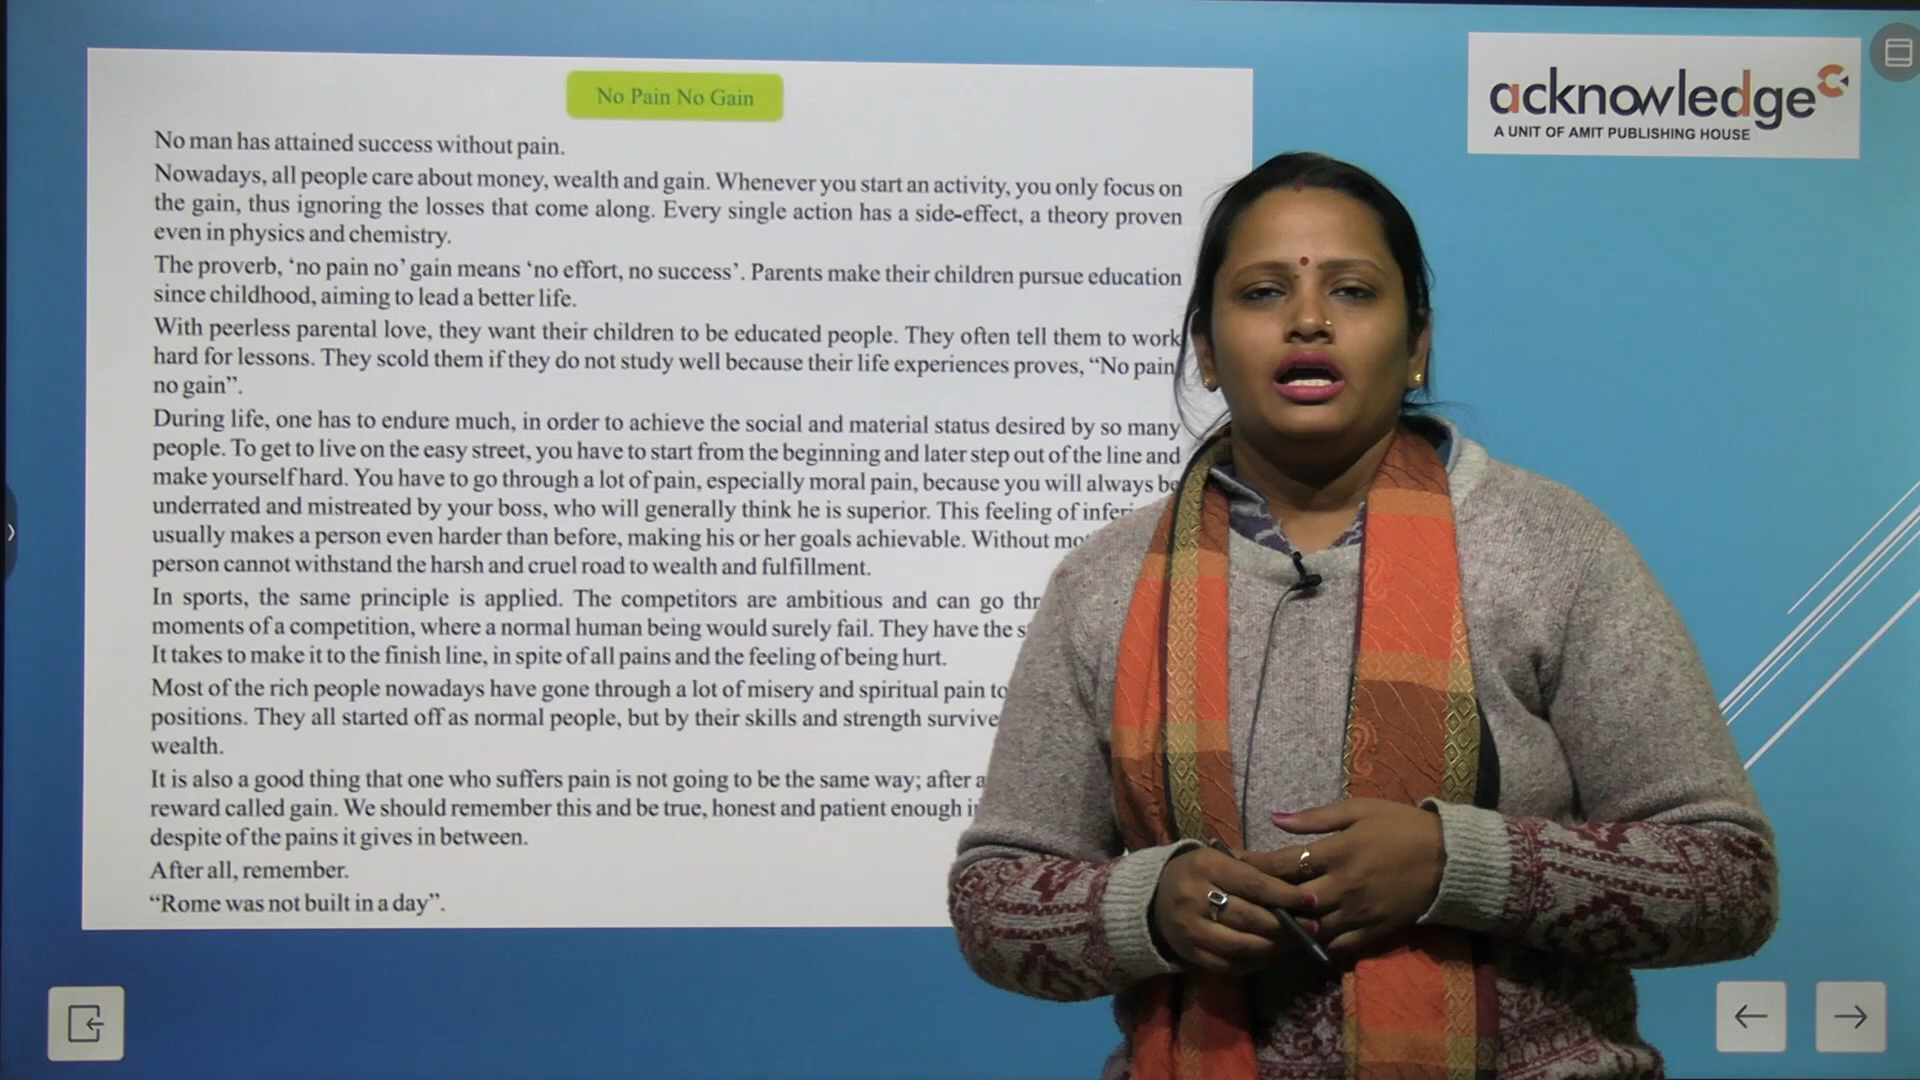 No Pain No Gain
No man has attained success without pain.
Nowadays, all people care about money, wealth and gain. Whenever you start an activity, you only focus on
the gain, thus ignoring the losses that come along. Every single action has a side-effect, a theory proven
even in physics and chemistry.
The proverb, ‘no pain no’ gain means ‘no effort, no success’. Parents make their children pursue education
since childhood, aiming to lead a better life.
With peerless parental love, they want their children to be educated people. They often tell them to work
hard for lessons. They scold them if they do not study well because their life experiences proves, “No pain
no gain”.
During life, one has to endure much, in order to achieve the social and material status desired by so many
people. To get to live on the easy street, you have to start from the beginning and later step out of the line and
make yourself hard. You have to go through a lot of pain, especially moral pain, because you will always be
underrated and mistreated by your boss, who will generally think he is superior. This feeling of
usually makes a person even harder than before, making his or her goals achievable. Without
person cannot withstand the harsh and cruel road to wealth and fulfillment.
In sports, the same principle is applied. The competitors are ambitious and can go
moments of a competition, where a normal human being would surely fail. They have the
It takes to make it to the finish line, in spite of all pains and the feeling of being hurt.
Most of the rich people nowadays have gone through a lot of misery and spiritual pain to
positions. They all started off as normal people, but by their skills and strength
wealth.
It is also a good thing that one who suffers pain is not going to be the same way; after
reward called gain. We should remember this and be true, honest and patient enough
despite of the pains it gives in between.
After all, remember.
“Rome was not built in a day”.
acknowledge
A UNIT OF AMIT PUBLISHING HOUSE